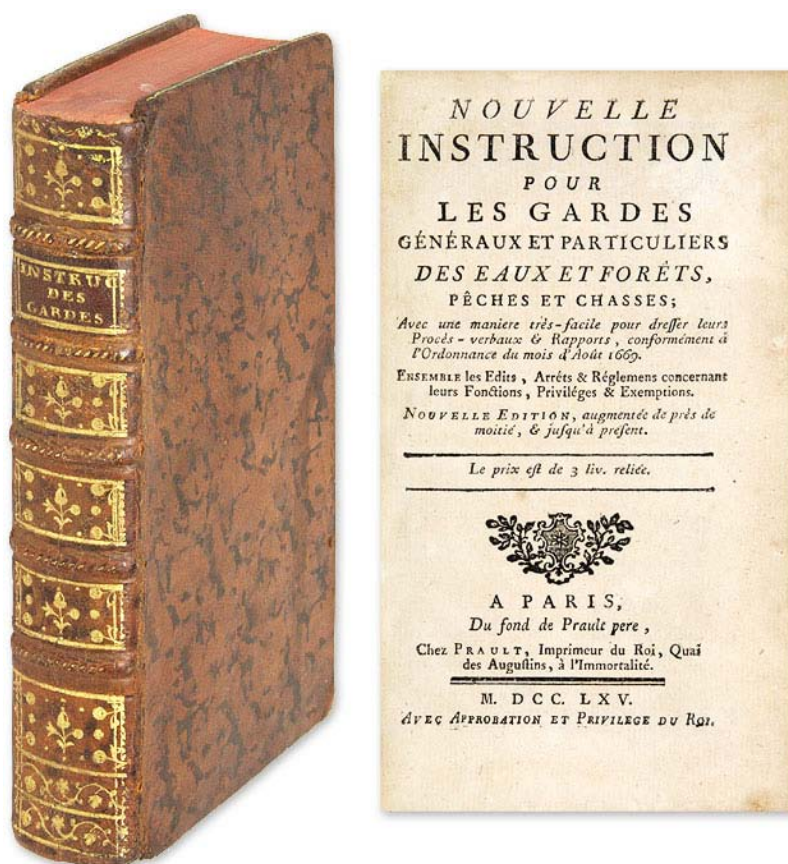 INSTRUC
DES
GARDES
NOUVELLE
INSTRUCTION
POUR
LES GARDES
GÉNÉRAUX ET PARTICULIERS
DES EAUX ET FORÊTS,
PÊCHES ET CHASSES;
Avec une maniere très-facile pour dreſſer leurs
Procès-verbaux & Rapports, conformément à
l'Ordonnance du mois d'Août 1669.
ENSEMBLE les Edits, Arrêts & Réglemens concernant
leurs Fonctions, Priviléges & Exemptions.
NOUVELLE EDITION, augmentée de près de
moitié, & juſqu'à préſent.
Le prix eſt de 3 liv. reliée.
A PARIS,
Du fond de Prault pere,
Chez PRAULT, Imprimeur du Roi, Quai
des Auguſtins, à l'Immortalité.
M. DCC. LXV.
AVEC APPROBATION ET PRIVILEGE DU ROI.